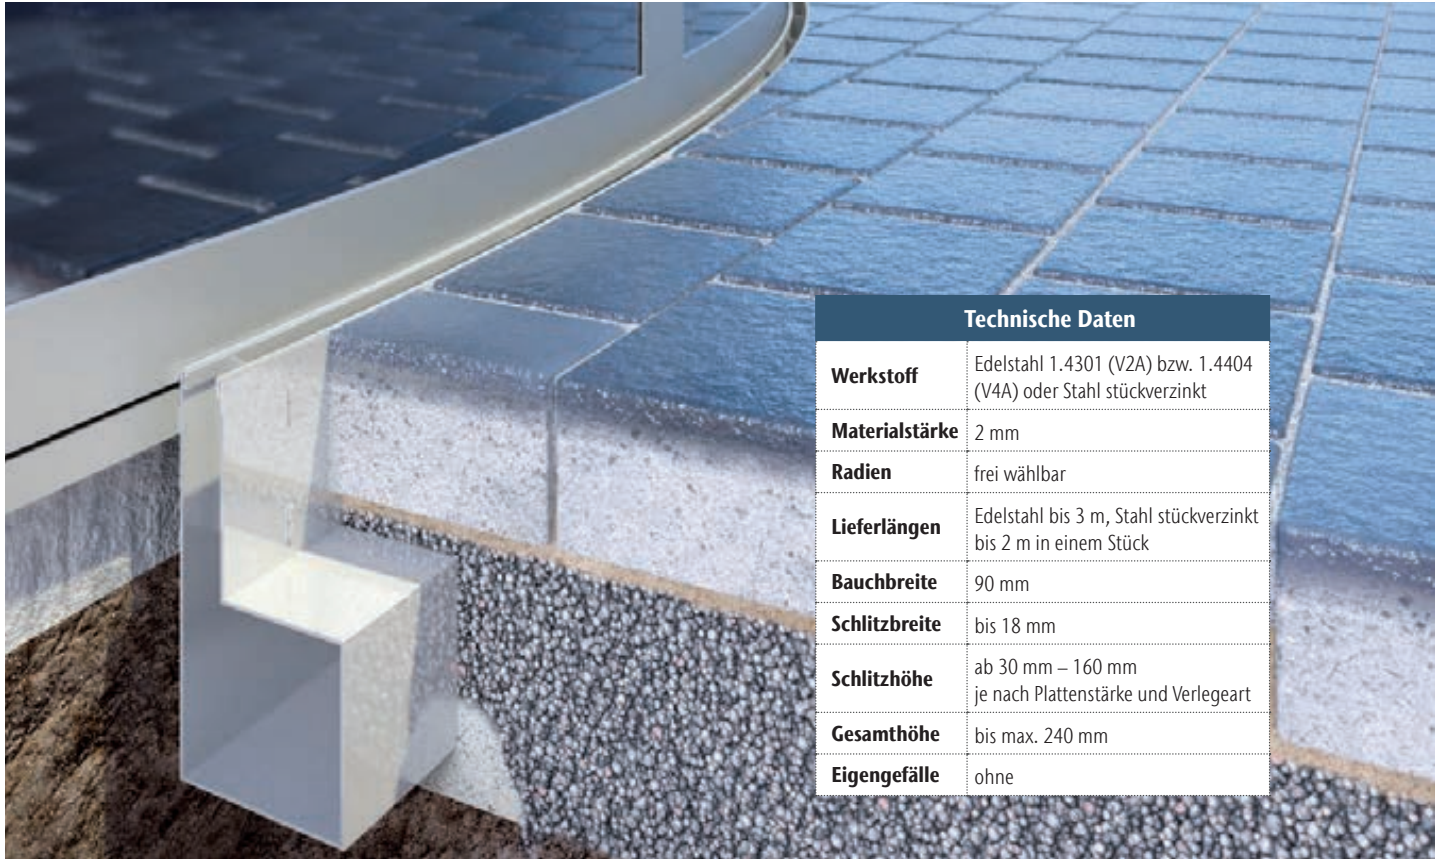 Technische Daten
Werkstoff
Edelstahl 1.4301 (V2A) bzw. 1.4404
(V4A) oder Stahl stückverzinkt
Materialstärke
2 mm
Radien
frei wählbar
Lieferlängen
Edelstahl bis 3 m, Stahl stückverzinkt
bis 2 m in einem Stück
Bauchbreite
90 mm
Schlitzbreite
bis 18 mm
Schlitzhöhe
ab 30 mm – 160 mm
je nach Plattenstärke und Verlegeart
Gesamthöhe
bis max. 240 mm
Eigengefälle
ohne